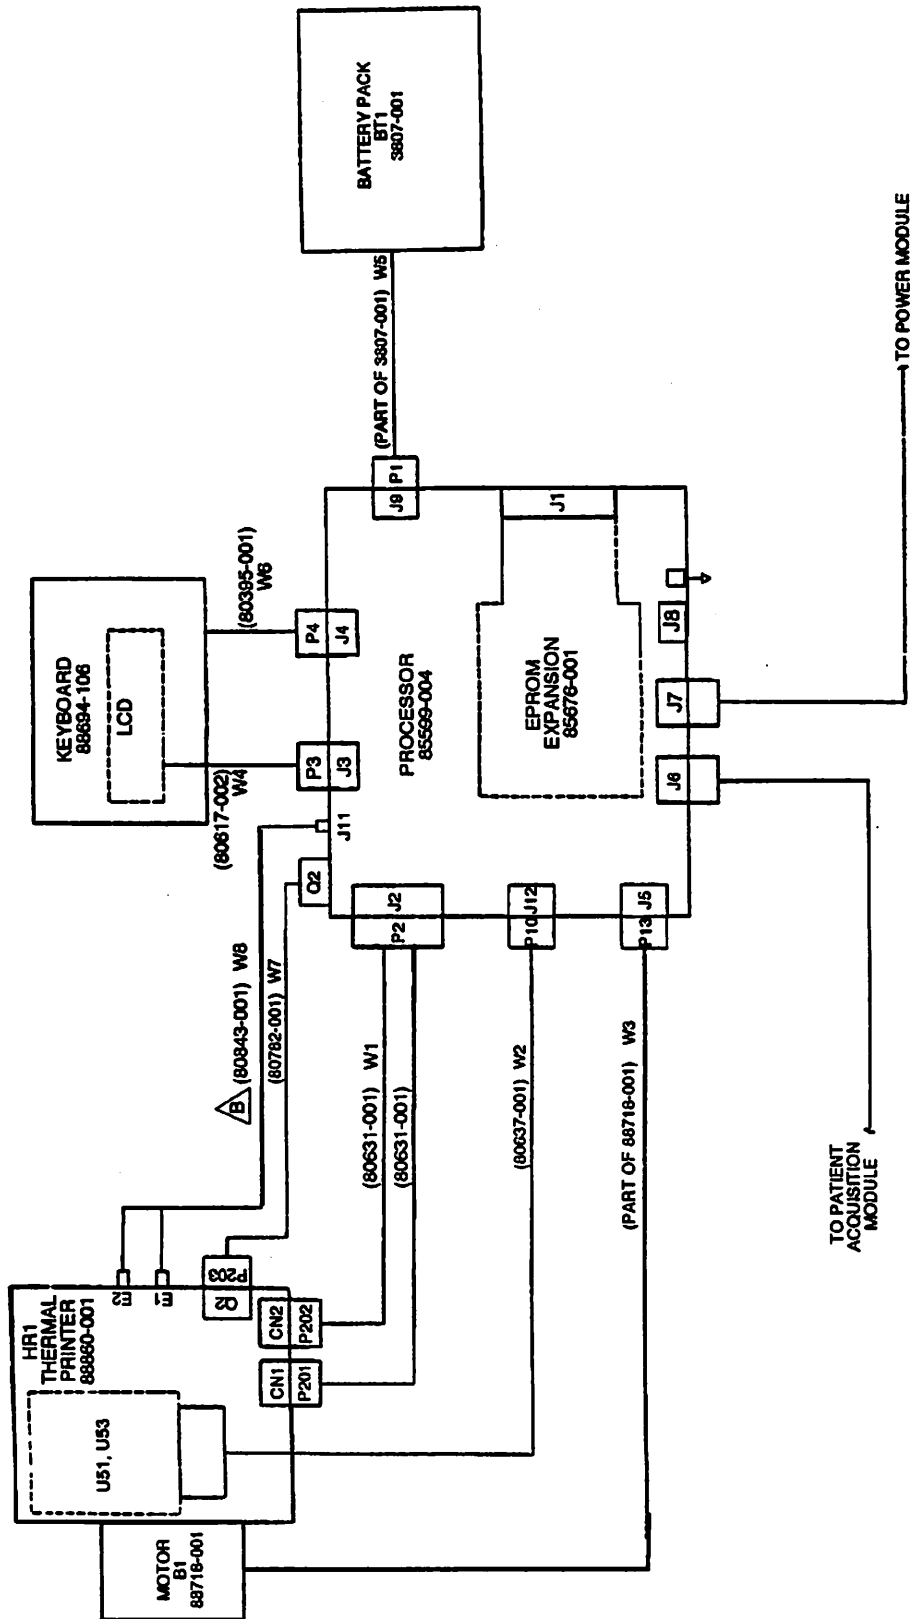 BATTERY PACK
BT1
3807-001
(PART OF 3807-001) W5
J9 P1
KEYBOARD
88694-106
LCD
(80395-001)
W6
(80617-002)
W4
P4
J4
P3
J3
J11
Q2
PROCESSOR
85599-004
EPROM
EXPANSION
85676-001
J1
J8
J7
J6
TO POWER MODULE
TO PATIENT
ACQUISITION
MODULE
P2 J2
P10 J12
P13 J5
B (80843-001) W8
(80782-001) W7
(80631-001) W1
(80631-001)
(80637-001) W2
(PART OF 88718-001) W3
HR1
THERMAL
PRINTER
88860-001
E2
E1
P203
CN2
P202
CN1
P201
U51, U53
MOTOR
B1
88718-001